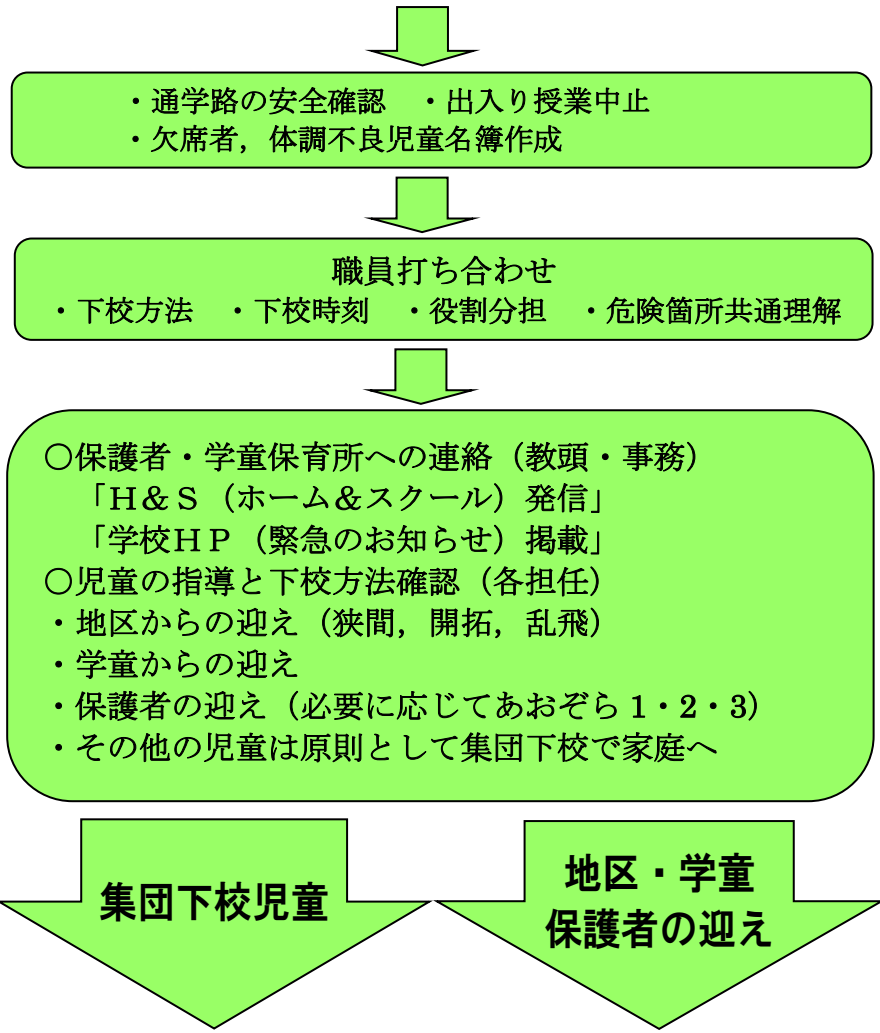 ・通学路の安全確認　・出入り授業中止
・欠席者，体調不良児童名簿作成
職員打ち合わせ
・下校方法　・下校時刻　・役割分担　・危険箇所共通理解
○保護者・学童保育所への連絡（教頭・事務）
「Ｈ＆Ｓ（ホーム＆スクール）発信」
「学校ＨＰ（緊急のお知らせ）掲載」
○児童の指導と下校方法確認（各担任）
・地区からの迎え（狭間，開拓，乱飛）
・学童からの迎え
・保護者の迎え（必要に応じてあおぞら 1・2・3）
・その他の児童は原則として集団下校で家庭へ
集団下校児童
地区・学童
保護者の迎え